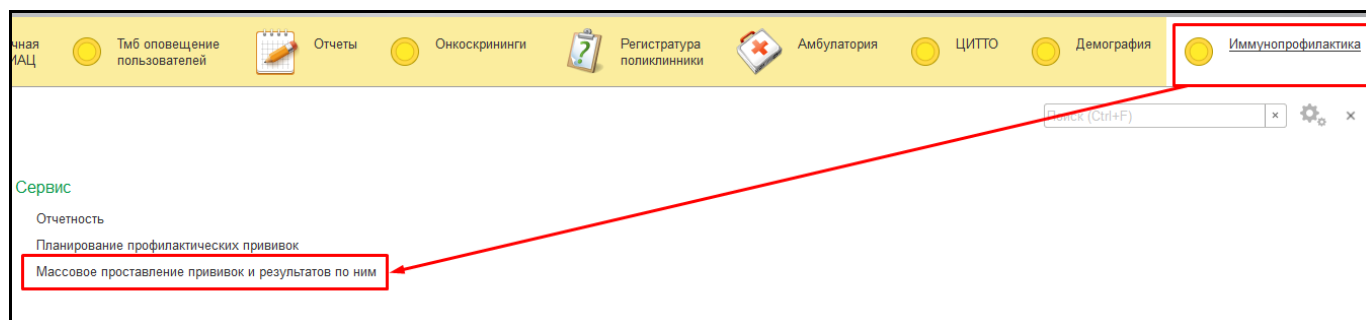 чная
ИАЦ
Тмб оповещение
пользователей
Отчеты
Онкоскрининги
Регистратура
поликлинники
Амбулатория
ЦИТТО
Демография
Иммунопрофилактика
Поиск (Ctrl+F)
Сервис
Отчетность
Планирование профилактических прививок
Массовое проставление прививок и результатов по ним